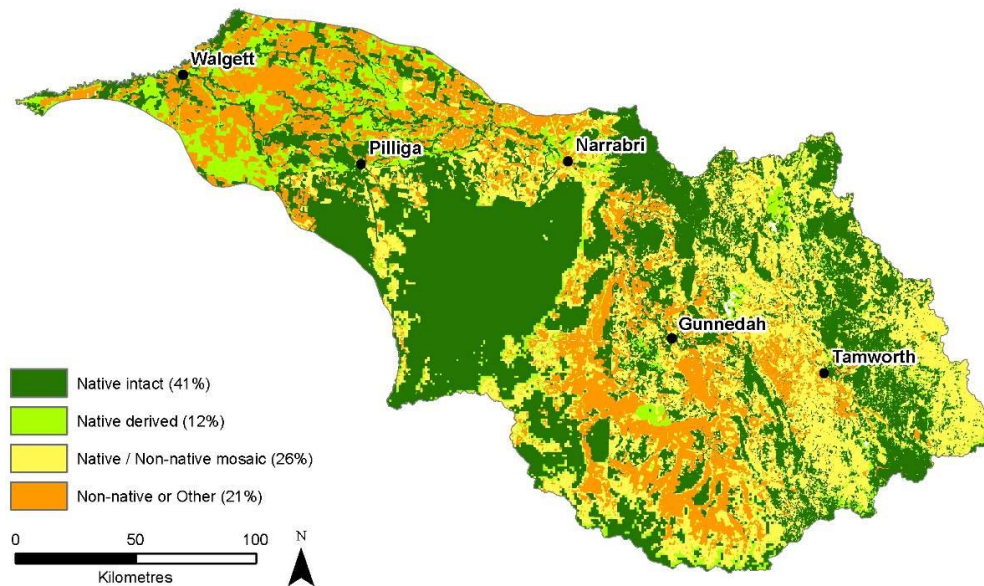 Walgett
Pilliga
Narrabri
Gunnedah
Tamworth
Native intact (41%)
Native derived (12%)
Native / Non-native mosaic (26%)
Non-native or Other (21%)
0 50 100
Kilometres
N